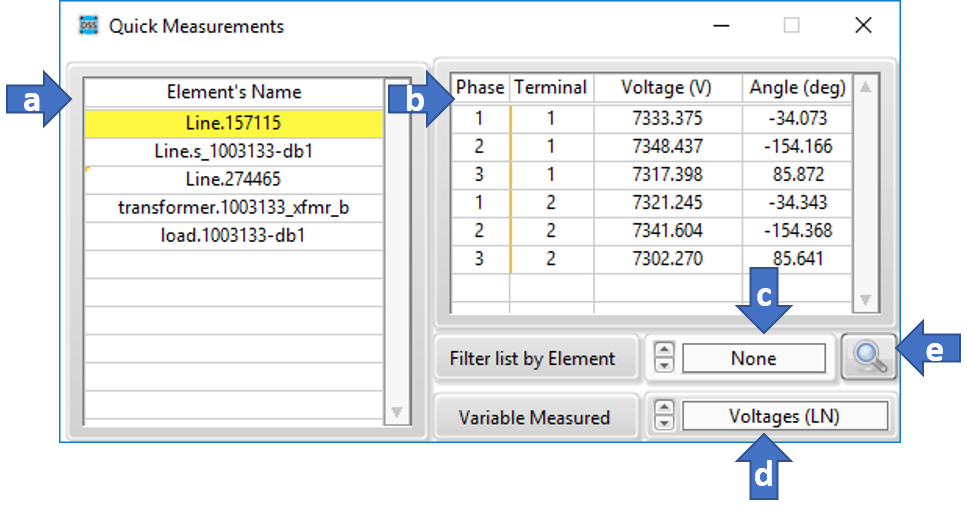 DSS Quick Measurements
a
Element's Name
Line.157115
Line.s_1003133-db1
Line.274465
transformer.1003133_xfmr_b
load.1003133-db1
b
Phase Terminal Voltage (V) Angle (deg)
1 1 7333.375 -34.073
2 1 7348.437 -154.166
3 1 7317.398 85.872
1 2 7321.245 -34.343
2 2 7341.604 -154.368
3 2 7302.270 85.641
c
Filter list by Element None
e
Variable Measured Voltages (LN)
d